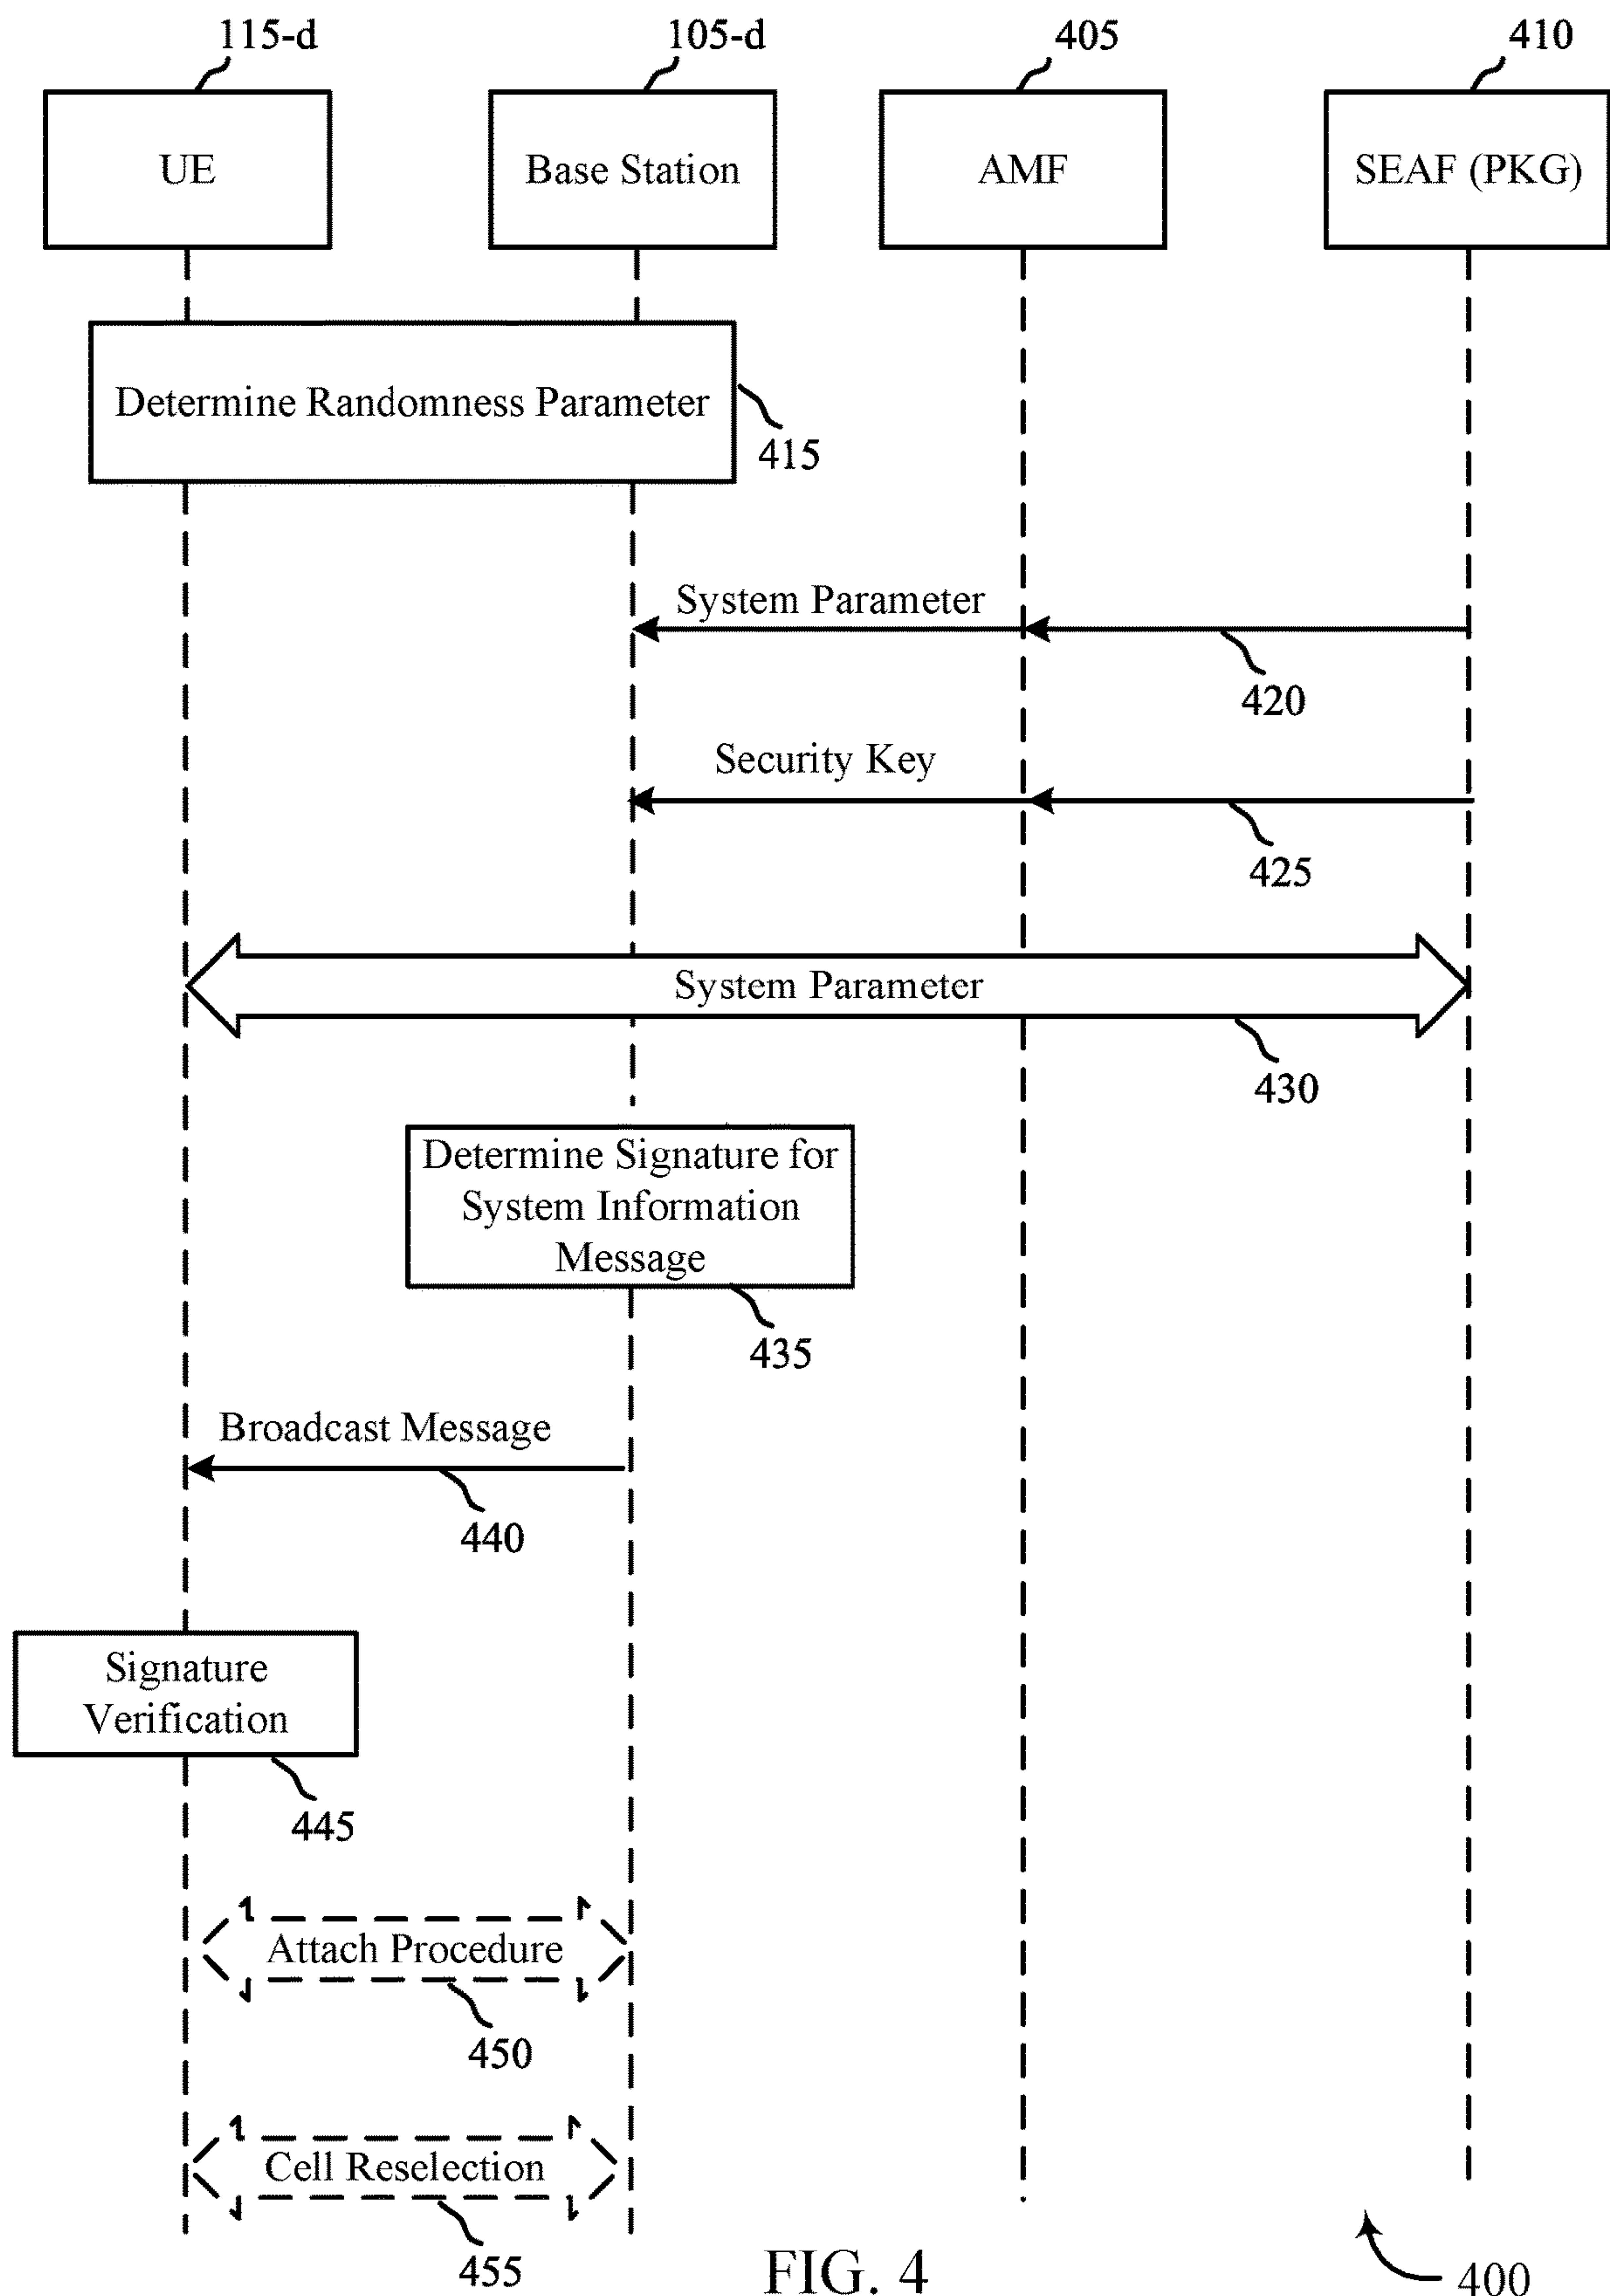 115-d
105-d
405
410
UE
Base Station
AMF
SEAF (PKG)
Determine Randomness Parameter
415
System Parameter
420
Security Key
425
System Parameter
430
Determine Signature for
System Information
Message
435
Broadcast Message
440
Signature
Verification
445
Attach Procedure
450
Cell Reselection
455
FIG. 4
400